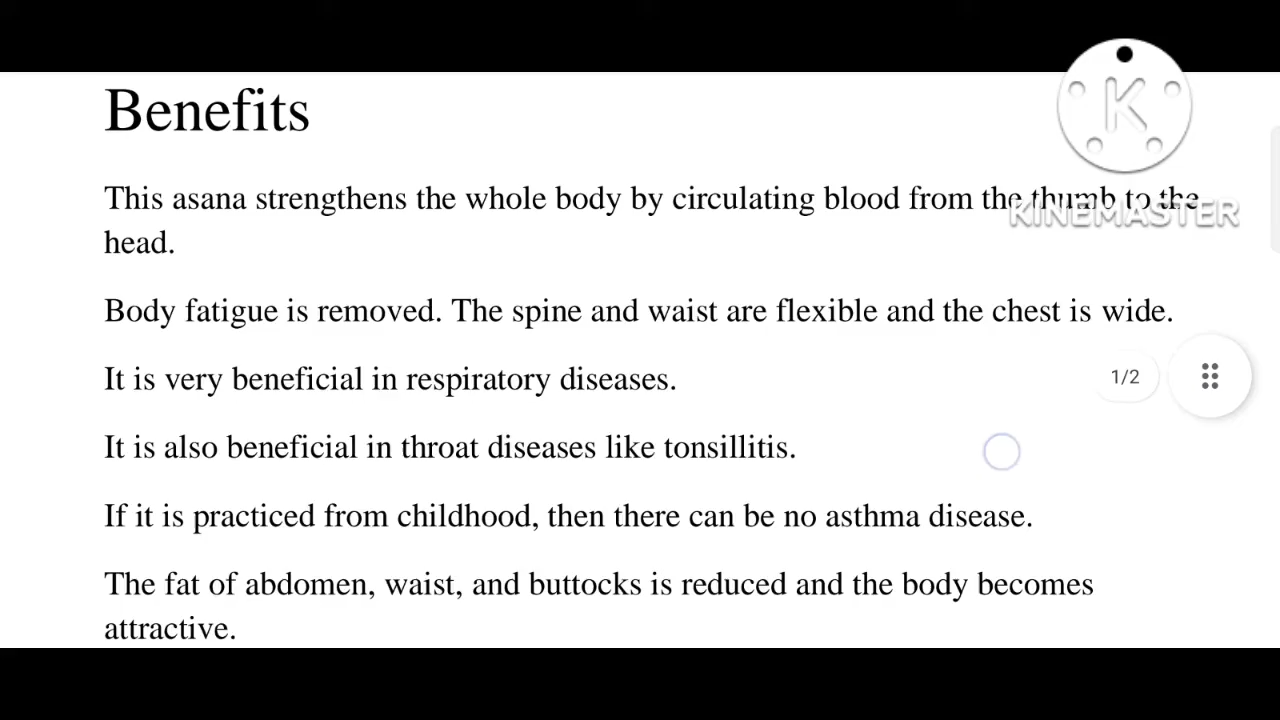 Benefits
This asana strengthens the whole body by circulating blood from the thumb to the
head.
KINEMASTER
Body fatigue is removed. The spine and waist are flexible and the chest is wide.
It is very beneficial in respiratory diseases.
1/2
It is also beneficial in throat diseases like tonsillitis.
If it is practiced from childhood, then there can be no asthma disease.
The fat of abdomen, waist, and buttocks is reduced and the body becomes
attractive.